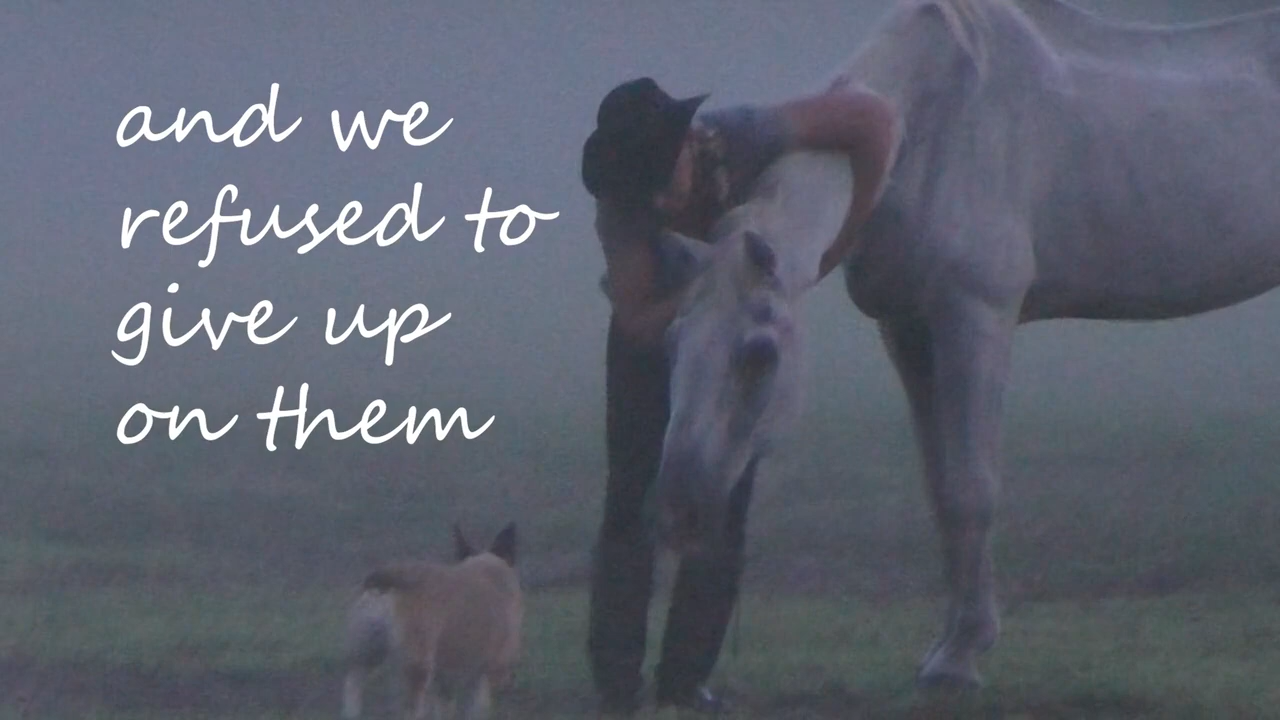 and we
refused to
give up
on them